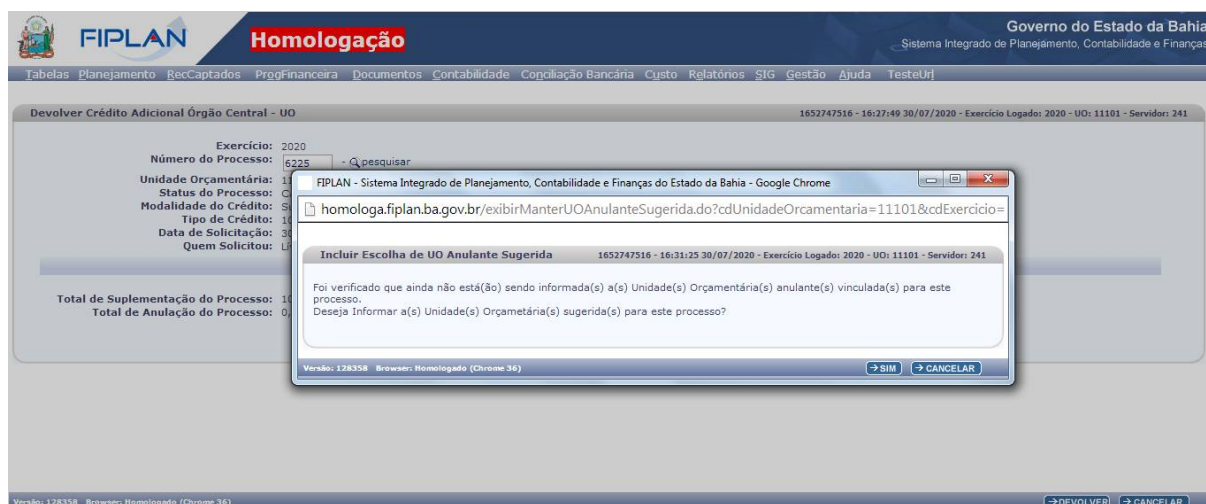 FIPLAN
Homologação
Governo do Estado da Bahia
Sistema Integrado de Planejamento, Contabilidade e Finanças
Tabelas Planejamento RecCaptados ProgFinanceira Documentos Contabilidade Conciliação Bancária Custo Relatórios SIG Gestão Ajuda TesteUrl
Devolver Crédito Adicional Órgão Central - UO 1652747516 - 16:27:49 30/07/2020 - Exercício Logado: 2020 - UO: 11101 - Servidor: 241
Exercício: 2020
Número do Processo: 6225 - pesquisar
Unidade Orçamentária:
Status do Processo:
Modalidade do Crédito:
Tipo de Crédito:
Data de Solicitação:
Quem Solicitou:
Total de Suplementação do Processo:
Total de Anulação do Processo:
FIPLAN - Sistema Integrado de Planejamento, Contabilidade e Finanças do Estado da Bahia - Google Chrome
homologa.fiplan.ba.gov.br/exibirManterUOAnulanteSugerida.do?cdUnidadeOrcamentaria=11101&cdExercicio=
Incluir Escolha de UO Anulante Sugerida 1652747516 - 16:31:25 30/07/2020 - Exercício Logado: 2020 - UO: 11101 - Servidor: 241
Foi verificado que ainda não está(ão) sendo informada(s) a(s) Unidade(s) Orçamentária(s) anulante(s) vinculada(s) para este
processo.
Deseja Informar a(s) Unidade(s) Orçametária(s) sugerida(s) para este processo?
Versão: 128358 Browser: Homologado (Chrome 36) SIM CANCELAR
Versão: 128358 Browser: Homologado (Chrome 36) DEVOLVER CANCELAR